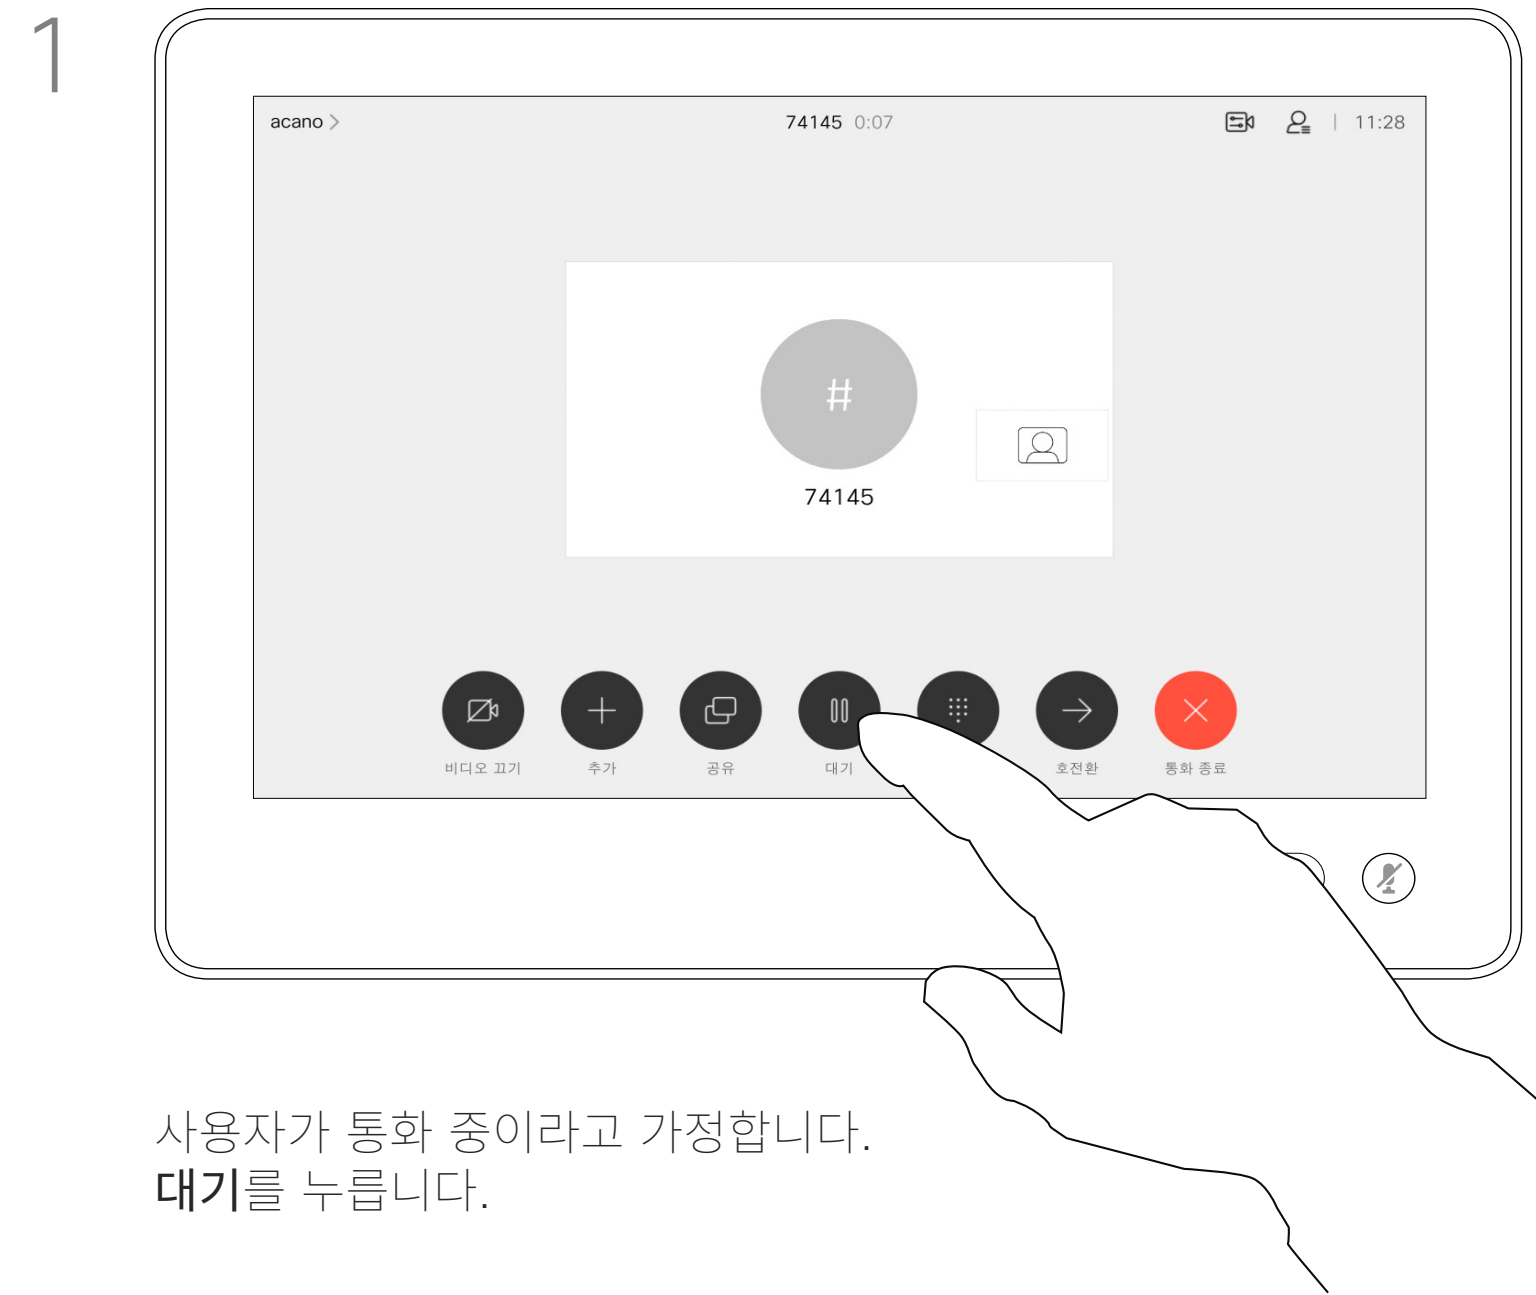 1
acano
74145 0:07
11:28
#
74145
비디오 끄기
추가
공유
대기
호전환
통화 종료
사용자가 통화 중이라고 가정합니다.
대기를 누릅니다.